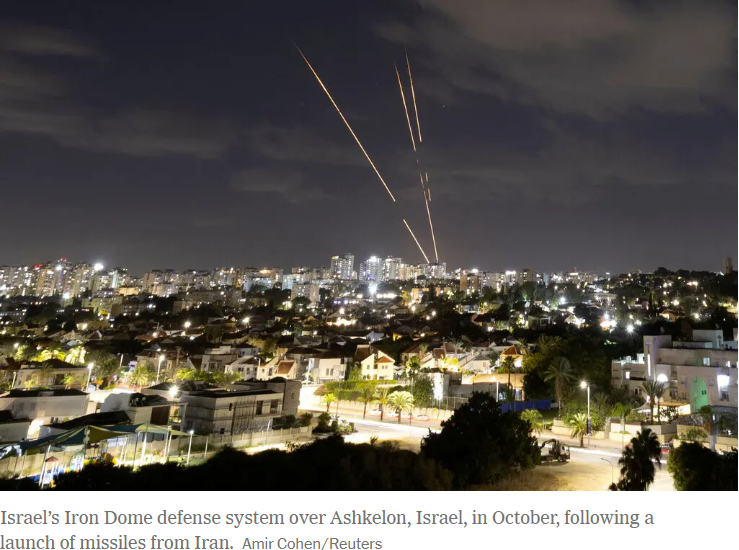 Israel’s Iron Dome defense system over Ashkelon, Israel, in October, following a
launch of missiles from Iran. Amir Cohen/Reuters